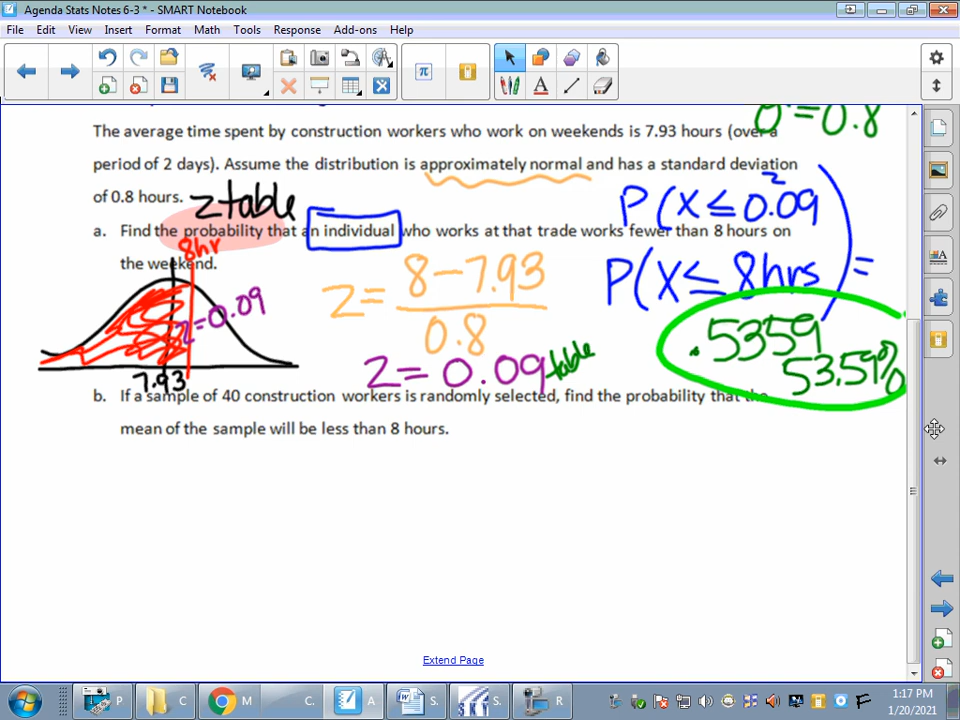 Agenda Stats Notes 6-3 * - SMART Notebook
File Edit View Insert Format Math Tools Response Add-ons Help
σ = 0.8
The average time spent by construction workers who work on weekends is 7.93 hours (over a
period of 2 days). Assume the distribution is approximately normal and has a standard deviation
of 0.8 hours.
z table
P(X ≤ 0.09
z
a. Find the probability that an individual who works at that trade works fewer than 8 hours on
the weekend.
8hr
P(X ≤ 8hrs) =
z = 8 - 7.93
0.8
z = 0.09
7.93
z = 0.09 table
.5359
53.59%
b. If a sample of 40 construction workers is randomly selected, find the probability that the
mean of the sample will be less than 8 hours.
Extend Page
P C M C. A S. S. R
1:17 PM
1/20/2021